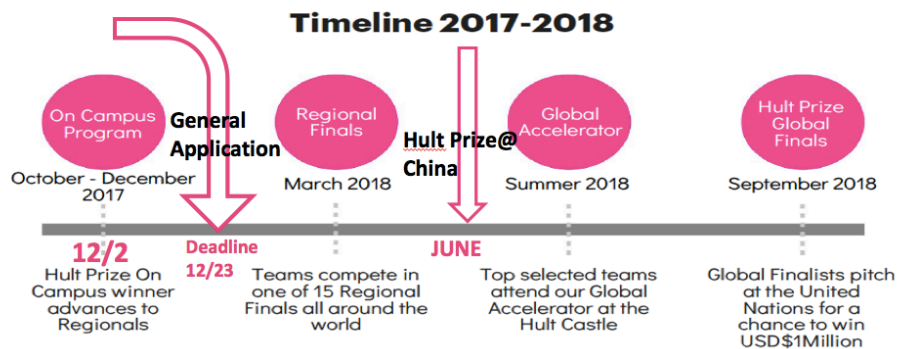 Timeline 2017-2018
On Campus
Program
October - December
2017
12/2
Hult Prize On
Campus winner
advances to
Regionals
General
Application
Deadline
12/23
Regional
Finals
March 2018
Teams compete in
one of 15 Regional
Finals all around the
world
Hult Prize@
China
JUNE
Global
Accelerator
Summer 2018
Top selected teams
attend our Global
Accelerator at the
Hult Castle
Hult Prize
Global
Finals
September 2018
Global Finalists pitch
at the United
Nations for a
chance to win
USD$1Million